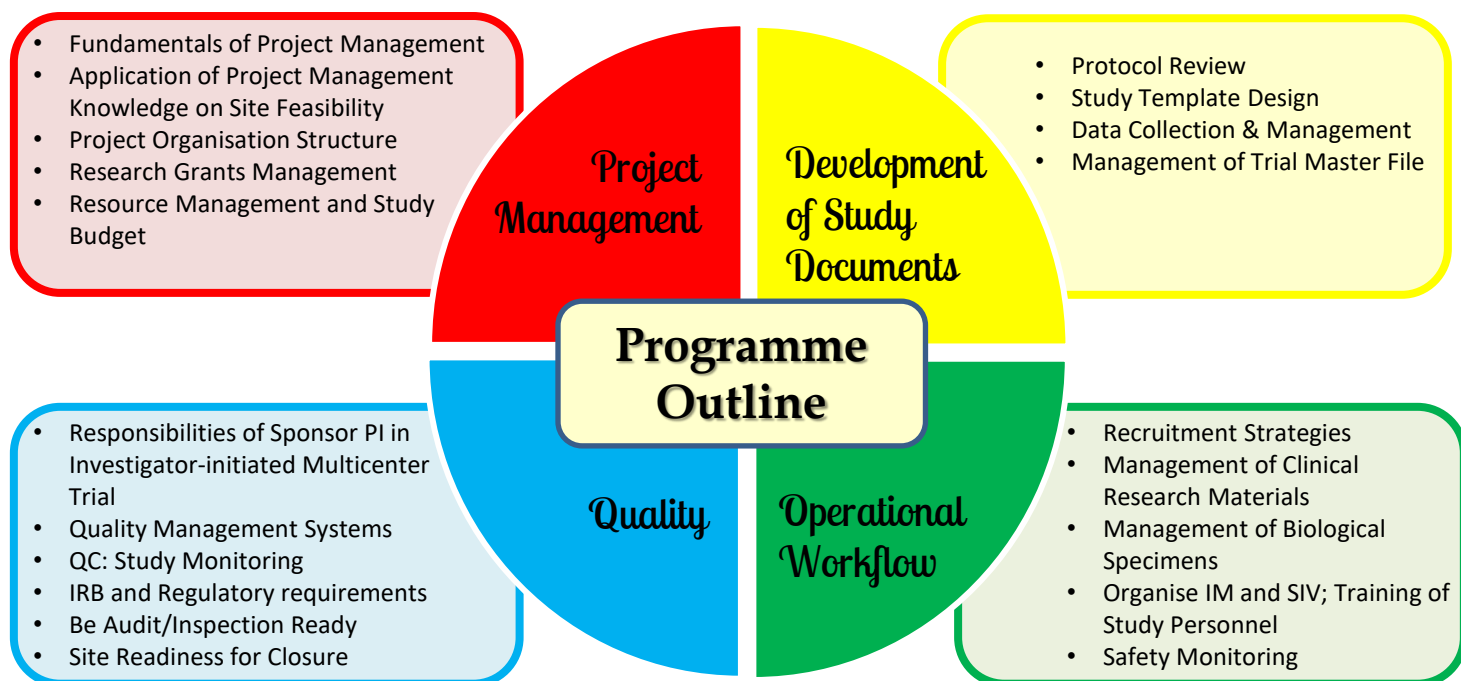 • Fundamentals of Project Management
• Application of Project Management
Knowledge on Site Feasibility
• Project Organisation Structure
• Research Grants Management
• Resource Management and Study
Budget
Project
Management
Development
of Study
Documents
• Protocol Review
• Study Template Design
• Data Collection & Management
• Management of Trial Master File
Programme
Outline
• Responsibilities of Sponsor PI in
Investigator-initiated Multicenter
Trial
• Quality Management Systems
• QC: Study Monitoring
• IRB and Regulatory requirements
• Be Audit/Inspection Ready
• Site Readiness for Closure
Quality
Operational
Workflow
• Recruitment Strategies
• Management of Clinical
Research Materials
• Management of Biological
Specimens
• Organise IM and SIV; Training of
Study Personnel
• Safety Monitoring